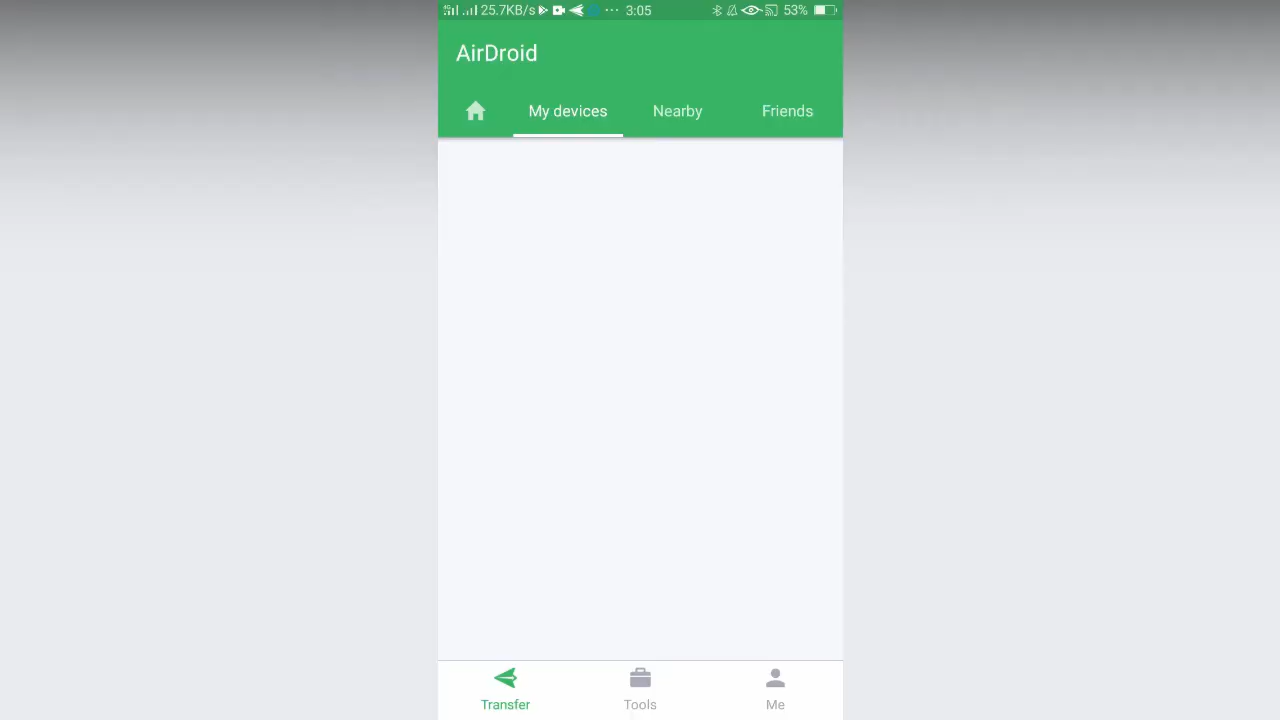 25.7KB/s ... 3:05 53%
AirDroid
My devices Nearby Friends
Transfer Tools Me